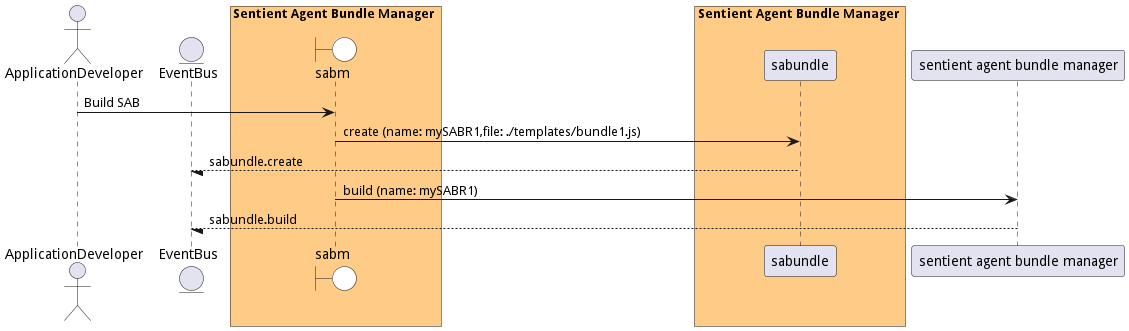 Sentient Agent Bundle Manager
Sentient Agent Bundle Manager
ApplicationDeveloper
EventBus
sabm
sabundle
sentient agent bundle manager
Build SAB
create (name: mySABR1,file: ./templates/bundle1.js)
sabundle.create
build (name: mySABR1)
sabundle.build
ApplicationDeveloper
EventBus
sabm
sabundle
sentient agent bundle manager